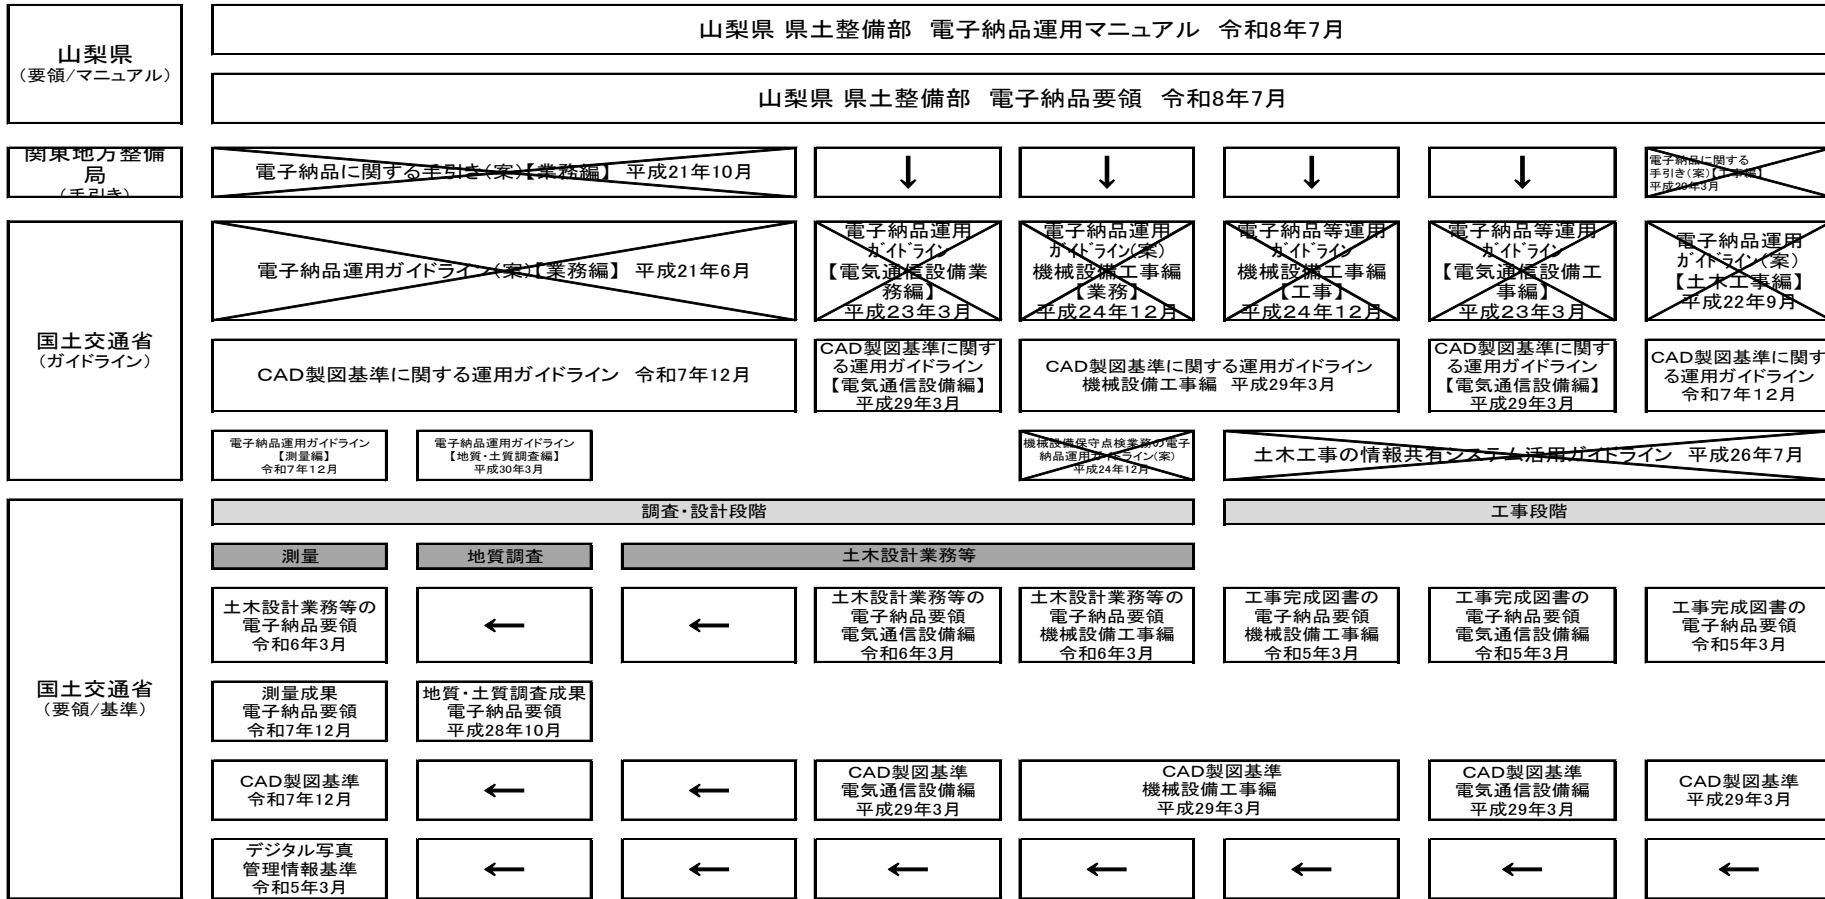 山梨県
（要領/マニュアル）
山梨県 県土整備部　電子納品運用マニュアル　令和8年7月
山梨県 県土整備部　電子納品要領　令和8年7月
関東地方整備
局
（手引き）
電子納品に関する手引き（案）【業務編】　平成21年10月
↓
↓
↓
↓
電子納品に関する
手引き（案）【工事編】
平成29年3月
国土交通省
（ガイドライン）
電子納品運用ガイドライン（案）【業務編】　平成21年6月
電子納品運用
ｶﾞｲﾄﾞﾗｲﾝ
【電気通信設備業
務編】
平成23年3月
電子納品運用
ｶﾞｲﾄﾞﾗｲﾝ(案)
機械設備工事編
【業務】
平成24年12月
電子納品等運用
ｶﾞｲﾄﾞﾗｲﾝ
機械設備工事編
【工事】
平成24年12月
電子納品等運用
ｶﾞｲﾄﾞﾗｲﾝ
【電気通信設備工
事編】
平成23年3月
電子納品運用
ｶﾞｲﾄﾞﾗｲﾝ(案)
【土木工事編】
平成22年9月
CAD製図基準に関する運用ガイドライン　令和7年12月
CAD製図基準に関す
る運用ガイドライン
【電気通信設備編】
平成29年3月
CAD製図基準に関する運用ガイドライン
機械設備工事編　平成29年3月
CAD製図基準に関す
る運用ガイドライン
【電気通信設備編】
平成29年3月
CAD製図基準に関す
る運用ガイドライン
令和7年12月
電子納品運用ガイドライン
【測量編】
令和7年12月
電子納品運用ガイドライン
【地質・土質調査編】
平成30年3月
機械設備保守点検業務の電子
納品運用ガイドライン(案)
平成24年12月
土木工事の情報共有システム活用ガイドライン　平成26年7月
国土交通省
（要領/基準）
調査・設計段階
工事段階
測量
地質調査
土木設計業務等
土木設計業務等の
電子納品要領
令和6年3月
←
←
土木設計業務等の
電子納品要領
電気通信設備編
令和6年3月
土木設計業務等の
電子納品要領
機械設備工事編
令和6年3月
工事完成図書の
電子納品要領
機械設備工事編
令和5年3月
工事完成図書の
電子納品要領
電気通信設備編
令和5年3月
工事完成図書の
電子納品要領
令和5年3月
測量成果
電子納品要領
令和7年12月
地質・土質調査成果
電子納品要領
平成28年10月
CAD製図基準
令和7年12月
←
←
CAD製図基準
電気通信設備編
平成29年3月
CAD製図基準
機械設備工事編
平成29年3月
CAD製図基準
電気通信設備編
平成29年3月
CAD製図基準
平成29年3月
デジタル写真
管理情報基準
令和5年3月
←
←
←
←
←
←
←